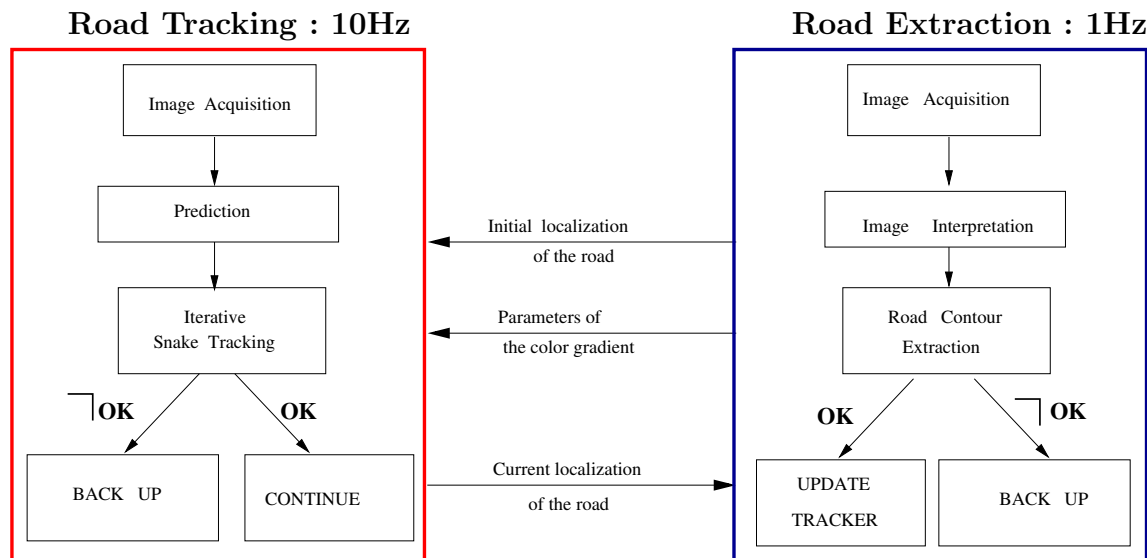 Road Tracking : 10Hz
Image Acquisition
Prediction
Iterative
Snake Tracking
¬ OK
OK
BACK UP
CONTINUE
Initial localization
of the road
Parameters of
the color gradient
Current localization
of the road
Road Extraction : 1Hz
Image Acquisition
Image Interpretation
Road Contour
Extraction
OK
¬ OK
UPDATE
TRACKER
BACK UP